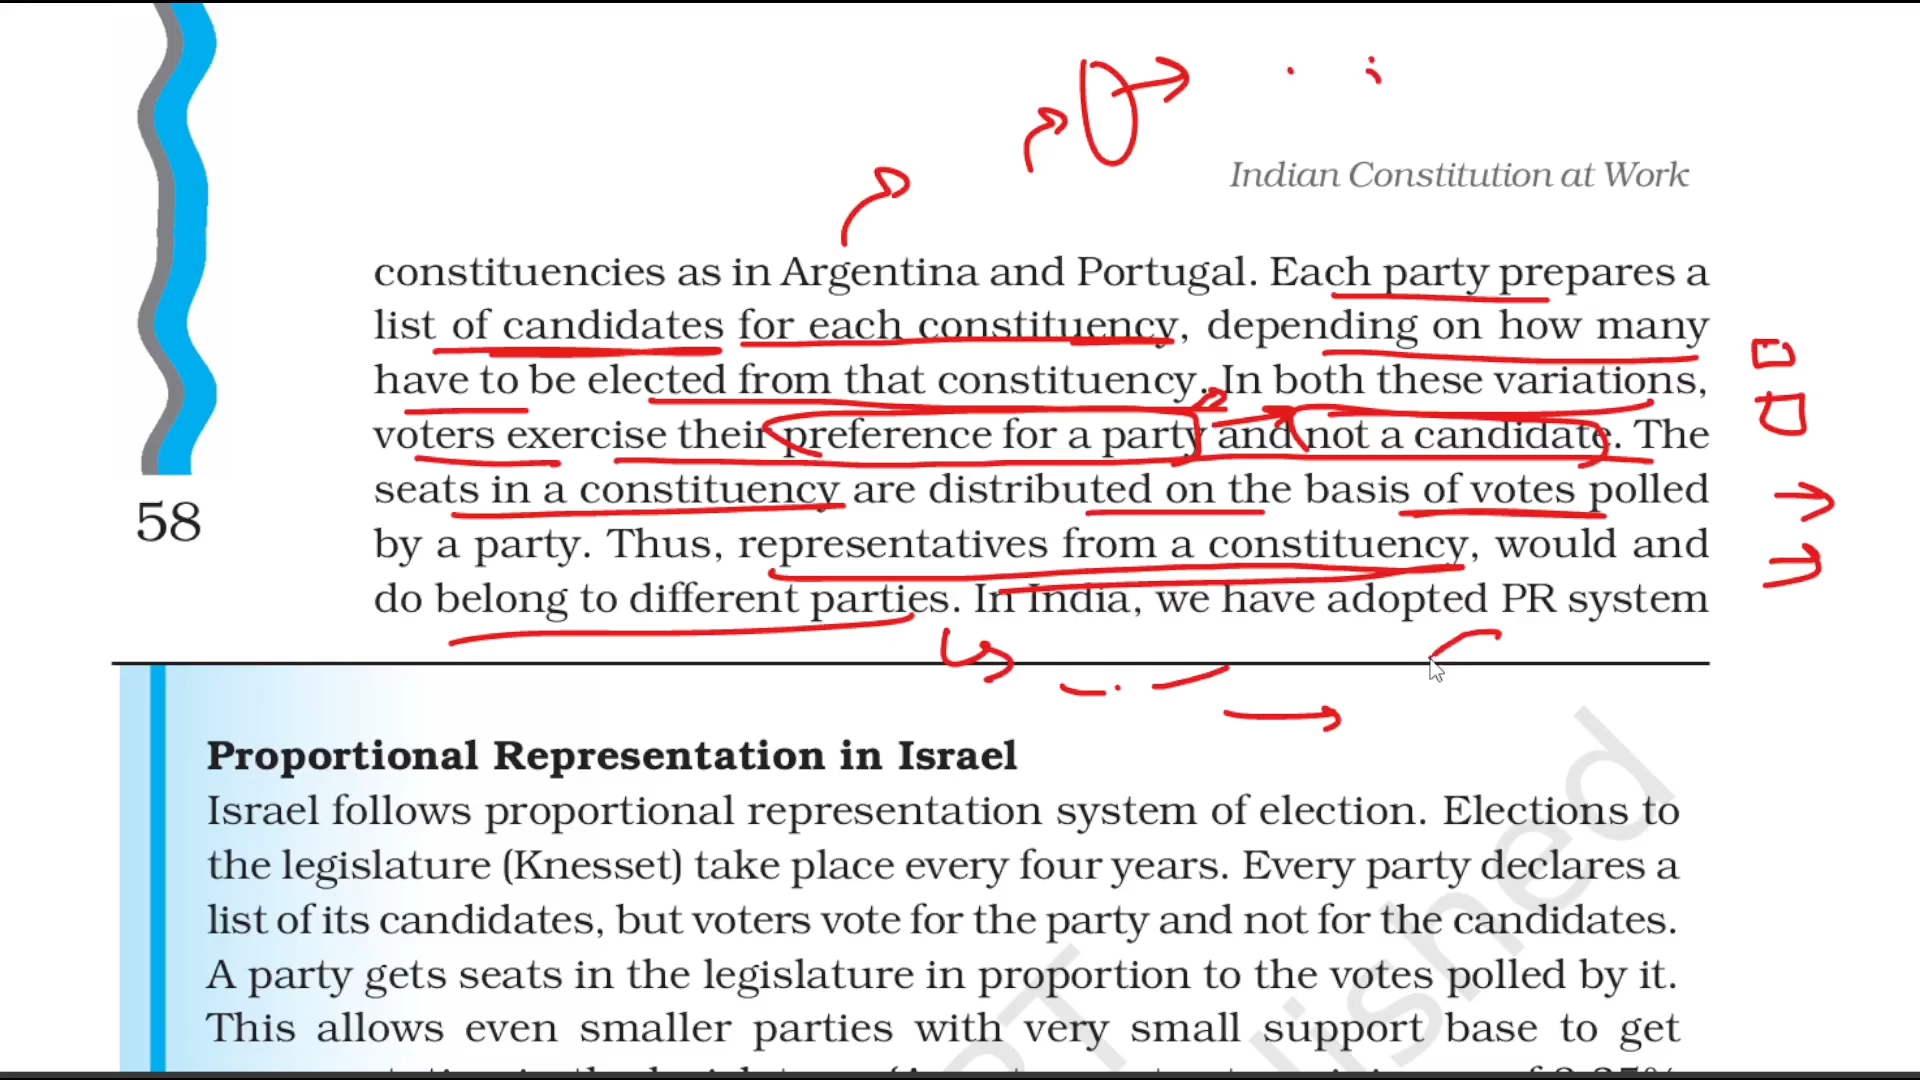 Indian Constitution at Work
constituencies as in Argentina and Portugal. Each party prepares a
list of candidates for each constituency, depending on how many
have to be elected from that constituency. In both these variations,
voters exercise their preference for a party and not a candidate. The
seats in a constituency are distributed on the basis of votes polled
58
by a party. Thus, representatives from a constituency, would and
do belong to different parties. In India, we have adopted PR system
Proportional Representation in Israel
Israel follows proportional representation system of election. Elections to
the legislature (Knesset) take place every four years. Every party declares a
list of its candidates, but voters vote for the party and not for the candidates.
A party gets seats in the legislature in proportion to the votes polled by it.
This allows even smaller parties with very small support base to get